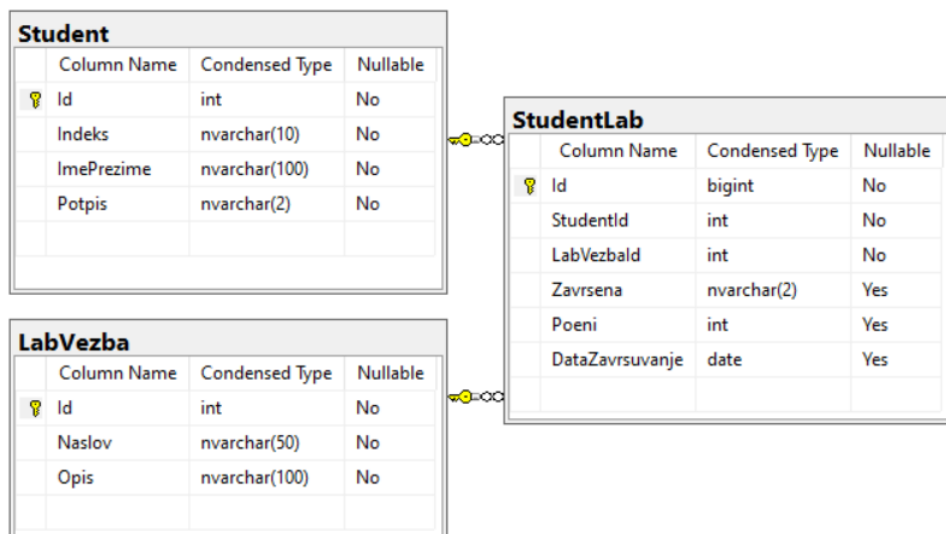 Student
Column Name Condensed Type Nullable
Id int No
Indeks nvarchar(10) No
ImePrezime nvarchar(100) No
Potpis nvarchar(2) No
StudentLab
Column Name Condensed Type Nullable
Id bigint No
StudentId int No
LabVezbaId int No
Zavrsena nvarchar(2) Yes
Poeni int Yes
DataZavrsuvanje date Yes
LabVezba
Column Name Condensed Type Nullable
Id int No
Naslov nvarchar(50) No
Opis nvarchar(100) No